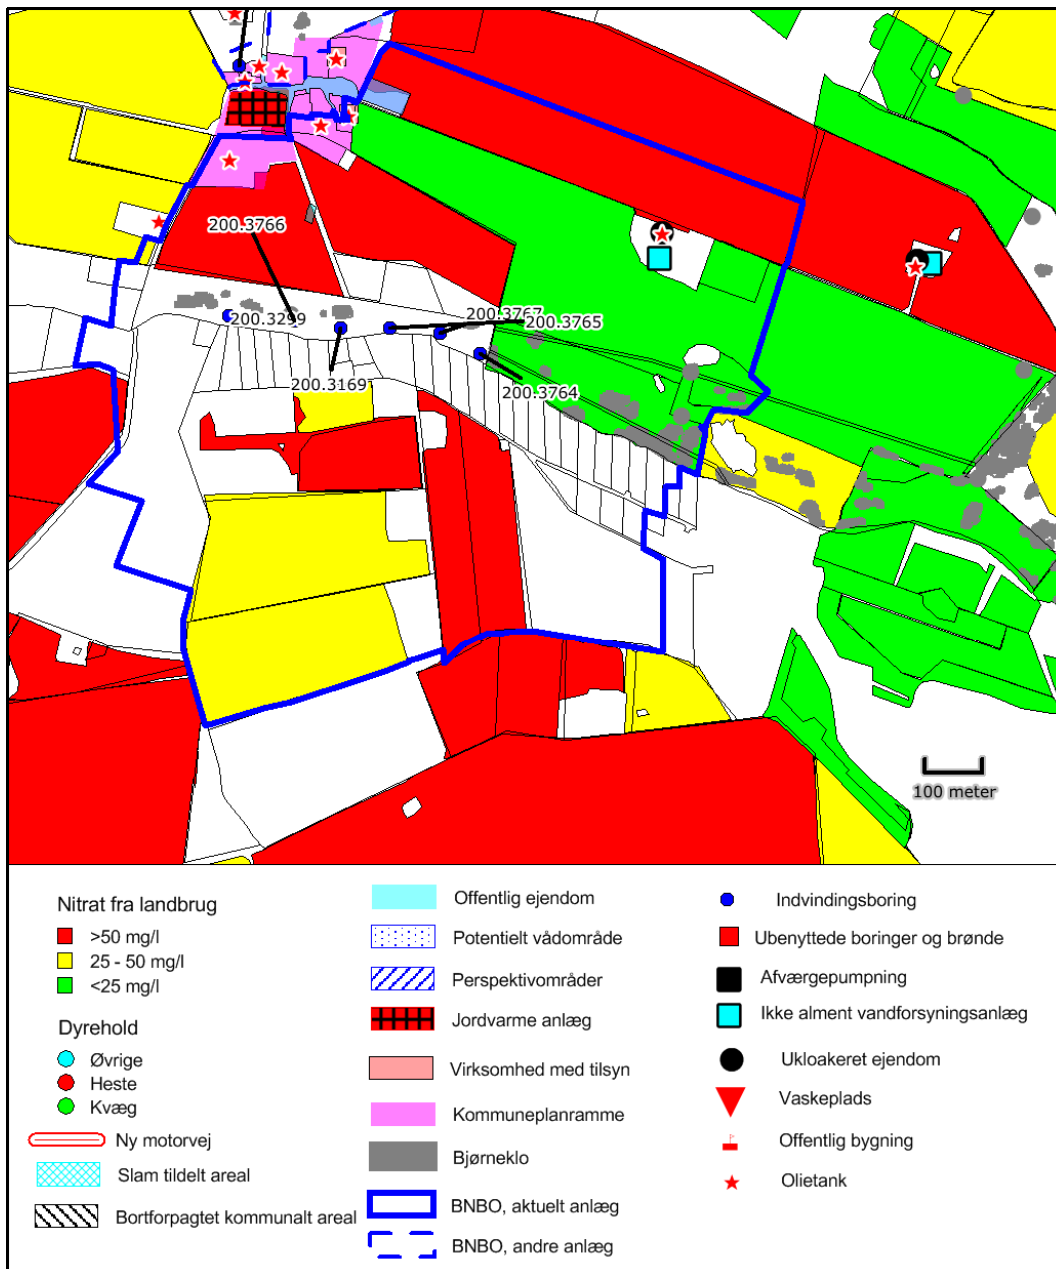 200.3766
200.3299
200.3767
200.3765
200.3169
200.3764
100 meter
Nitrat fra landbrug
>50 mg/l
25 - 50 mg/l
<25 mg/l
Dyrehold
Øvrige
Heste
Kvæg
Ny motorvej
Slam tildelt areal
Bortforpagtet kommunalt areal
Offentlig ejendom
Potentielt vådområde
Perspektivområder
Jordvarme anlæg
Virksomhed med tilsyn
Kommuneplanramme
Bjørneklo
BNBO, aktuelt anlæg
BNBO, andre anlæg
Indvindingsboring
Ubenyttede boringer og brønde
Afværgepumpning
Ikke alment vandforsyningsanlæg
Ukloakeret ejendom
Vaskeplads
Offentlig bygning
Olietank